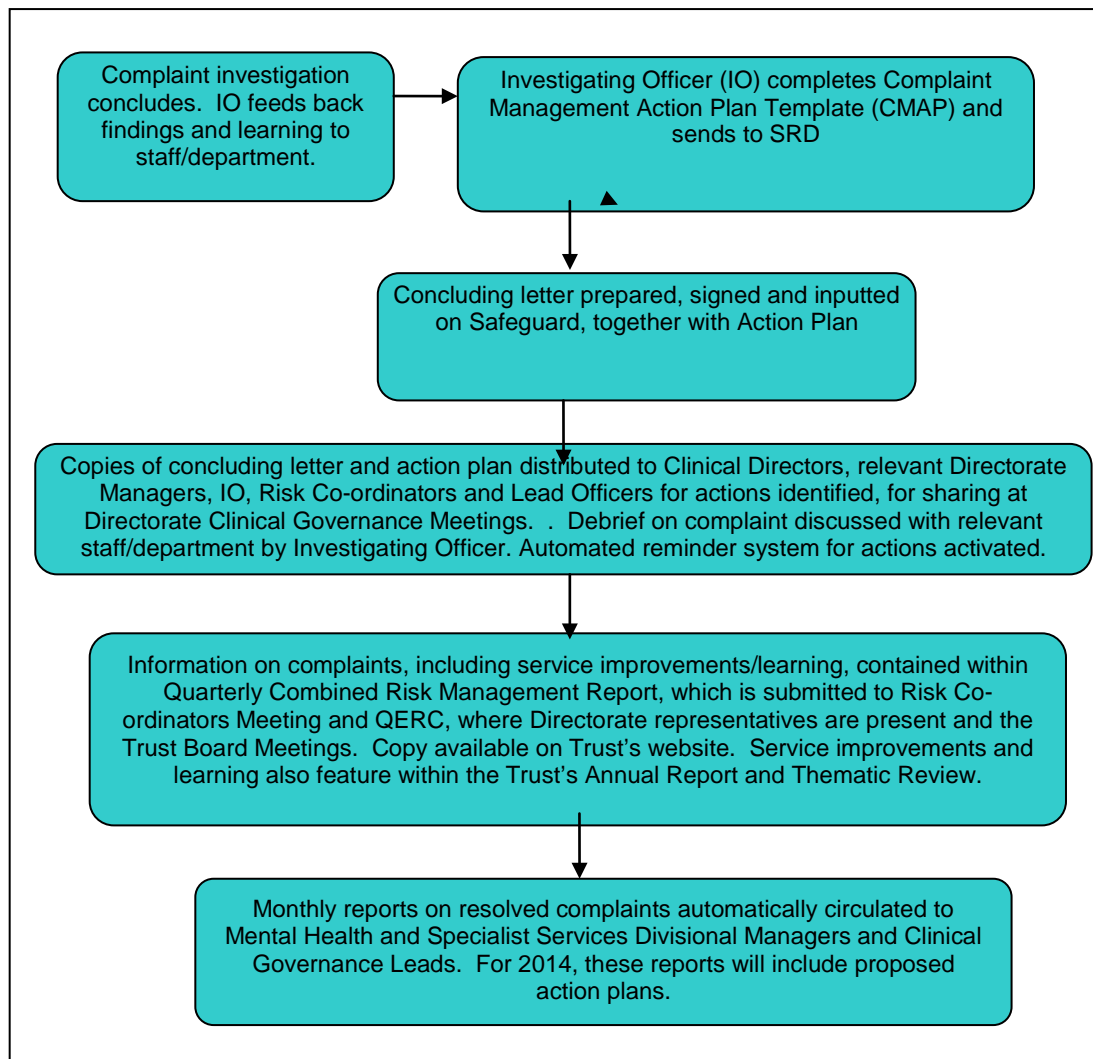 Complaint investigation
concludes. IO feeds back
findings and learning to
staff/department.
Investigating Officer (IO) completes Complaint
Management Action Plan Template (CMAP) and
sends to SRD
Concluding letter prepared, signed and inputted
on Safeguard, together with Action Plan
Copies of concluding letter and action plan distributed to Clinical Directors, relevant Directorate
Managers, IO, Risk Co-ordinators and Lead Officers for actions identified, for sharing at
Directorate Clinical Governance Meetings. . Debrief on complaint discussed with relevant
staff/department by Investigating Officer. Automated reminder system for actions activated.
Information on complaints, including service improvements/learning, contained within
Quarterly Combined Risk Management Report, which is submitted to Risk Co-
ordinators Meeting and QERC, where Directorate representatives are present and the
Trust Board Meetings. Copy available on Trust's website. Service improvements and
learning also feature within the Trust's Annual Report and Thematic Review.
Monthly reports on resolved complaints automatically circulated to
Mental Health and Specialist Services Divisional Managers and Clinical
Governance Leads. For 2014, these reports will include proposed
action plans.